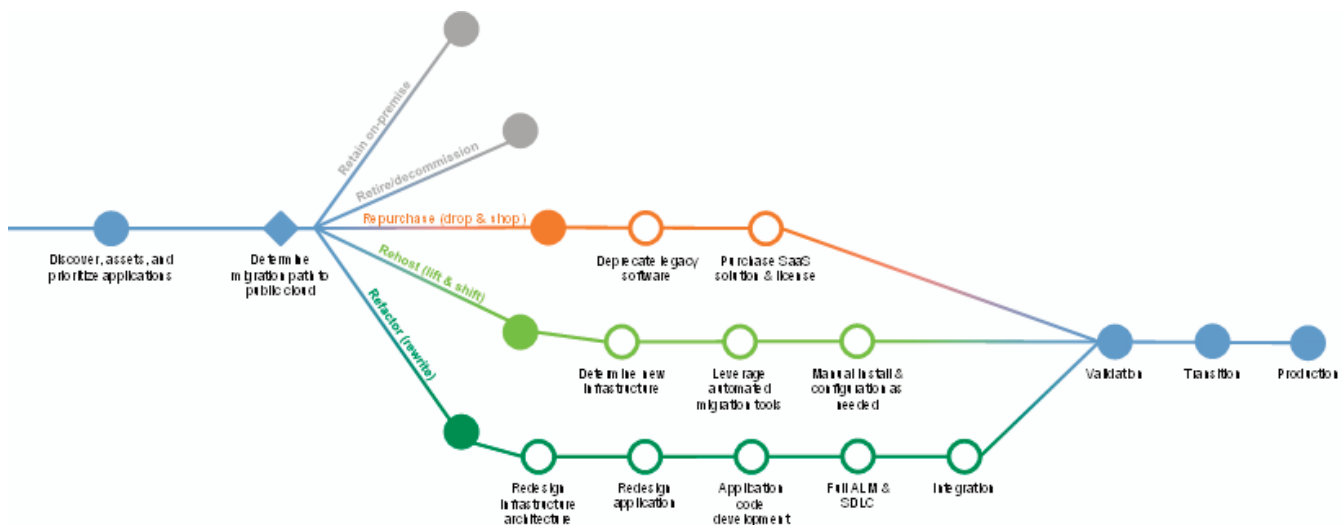 Retain on-premise
Retire/decommission
Repurchase (drop & shop)
Rehost (lift & shift)
Refactor (rewrite)
Discover, assets, and
prioritize applications
Determine
migration path to
public cloud
Deprecate legacy
software
Purchase SaaS
solution & license
Determine new
infrastructure
Leverage
automated
migration tools
Manual install &
configuration as
needed
Validation
Transition
Production
Redesign
infrastructure
architecture
Redesign
application
Application
code
development
Full ALM &
SDLC
Integration